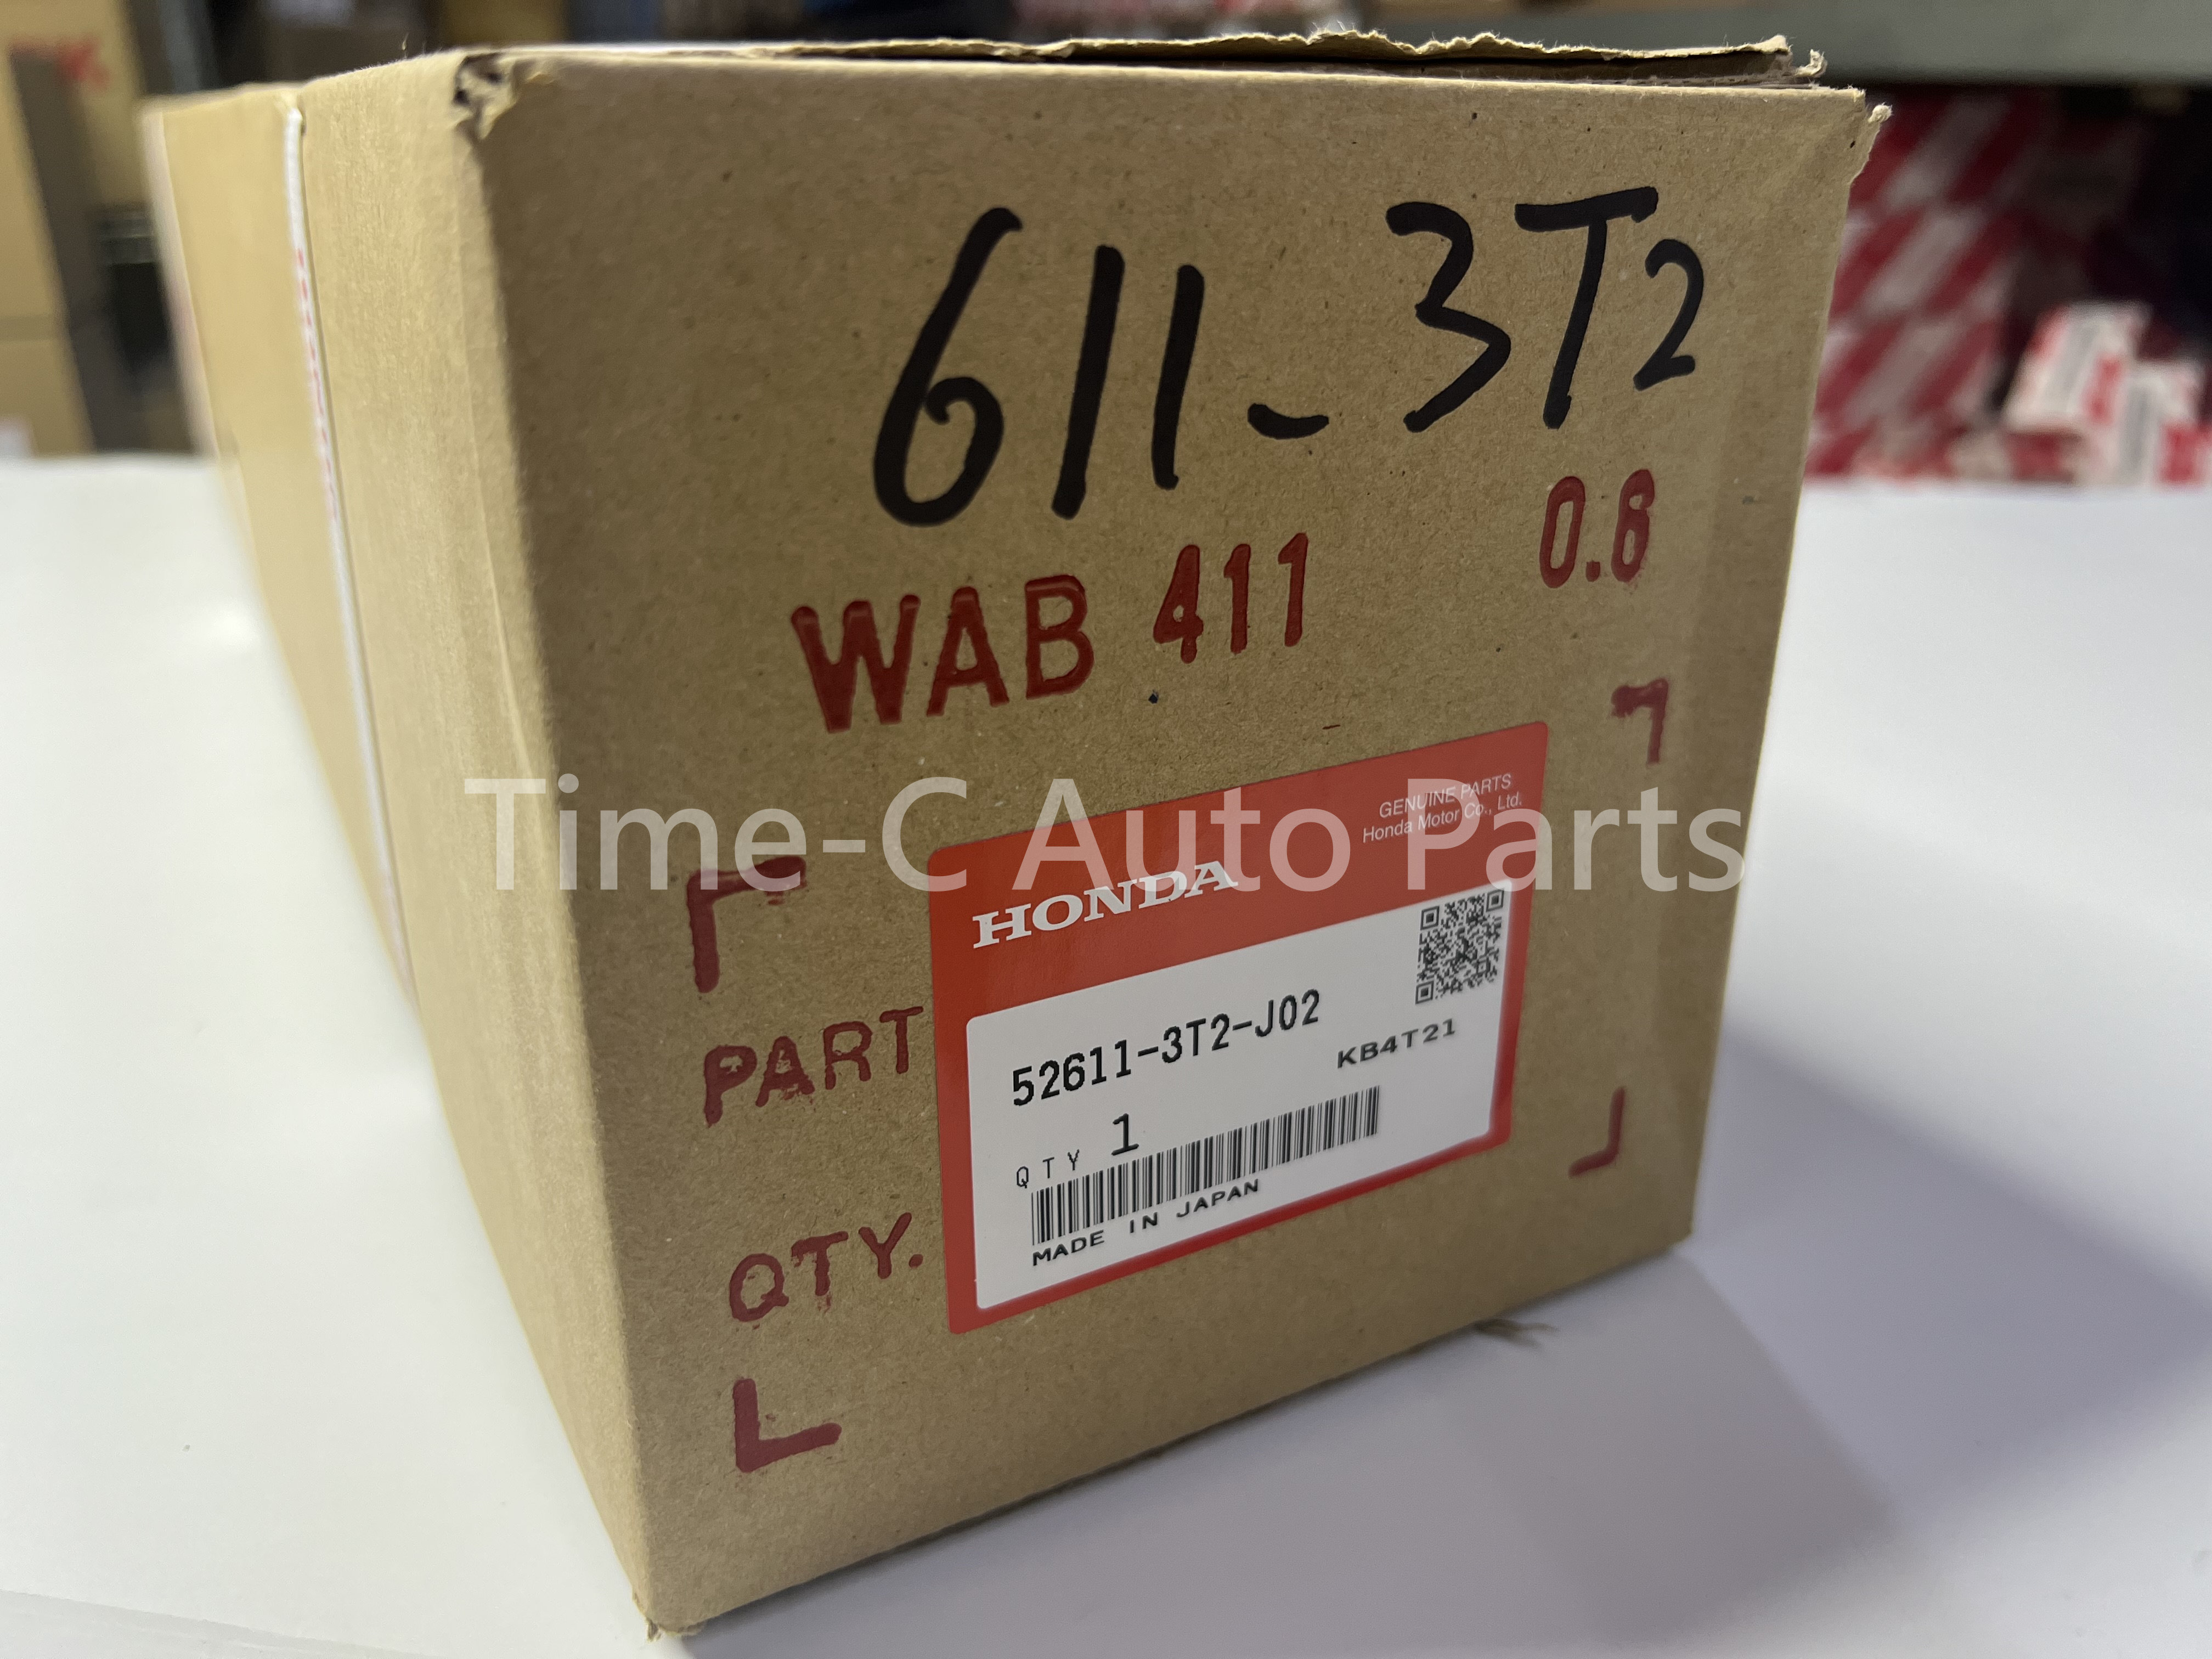 611-3T2
WAB 411 0.6
Time-C Auto Parts
GENUINE PARTS
Honda Motor Co., Ltd.
HONDA
PART
52611-3T2-J02
KB4T21
QTY 1
MADE IN JAPAN
QTY.